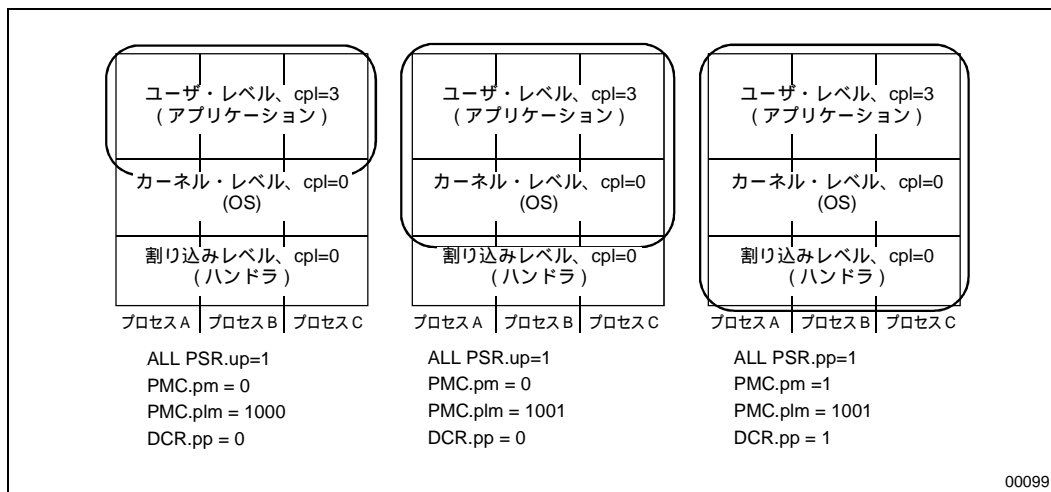 ユーザ・レベル、cpl=3
(アプリケーション)
カーネル・レベル、cpl=0
(OS)
割り込みレベル、cpl=0
(ハンドラ)
プロセスA プロセスB プロセスC
ALL PSR.up=1
PMC.pm = 0
PMC.plm = 1000
DCR.pp = 0
ユーザ・レベル、cpl=3
(アプリケーション)
カーネル・レベル、cpl=0
(OS)
割り込みレベル、cpl=0
(ハンドラ)
プロセスA プロセスB プロセスC
ALL PSR.up=1
PMC.pm = 0
PMC.plm = 1001
DCR.pp = 0
ユーザ・レベル、cpl=3
(アプリケーション)
カーネル・レベル、cpl=0
(OS)
割り込みレベル、cpl=0
(ハンドラ)
プロセスA プロセスB プロセスC
ALL PSR.pp=1
PMC.pm =1
PMC.plm = 1001
DCR.pp = 1
00099